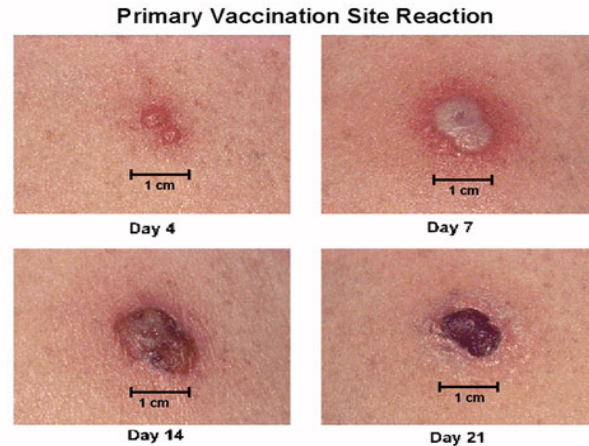 Primary Vaccination Site Reaction
1 cm
1 cm
Day 4
Day 7
1 cm
1 cm
Day 14
Day 21